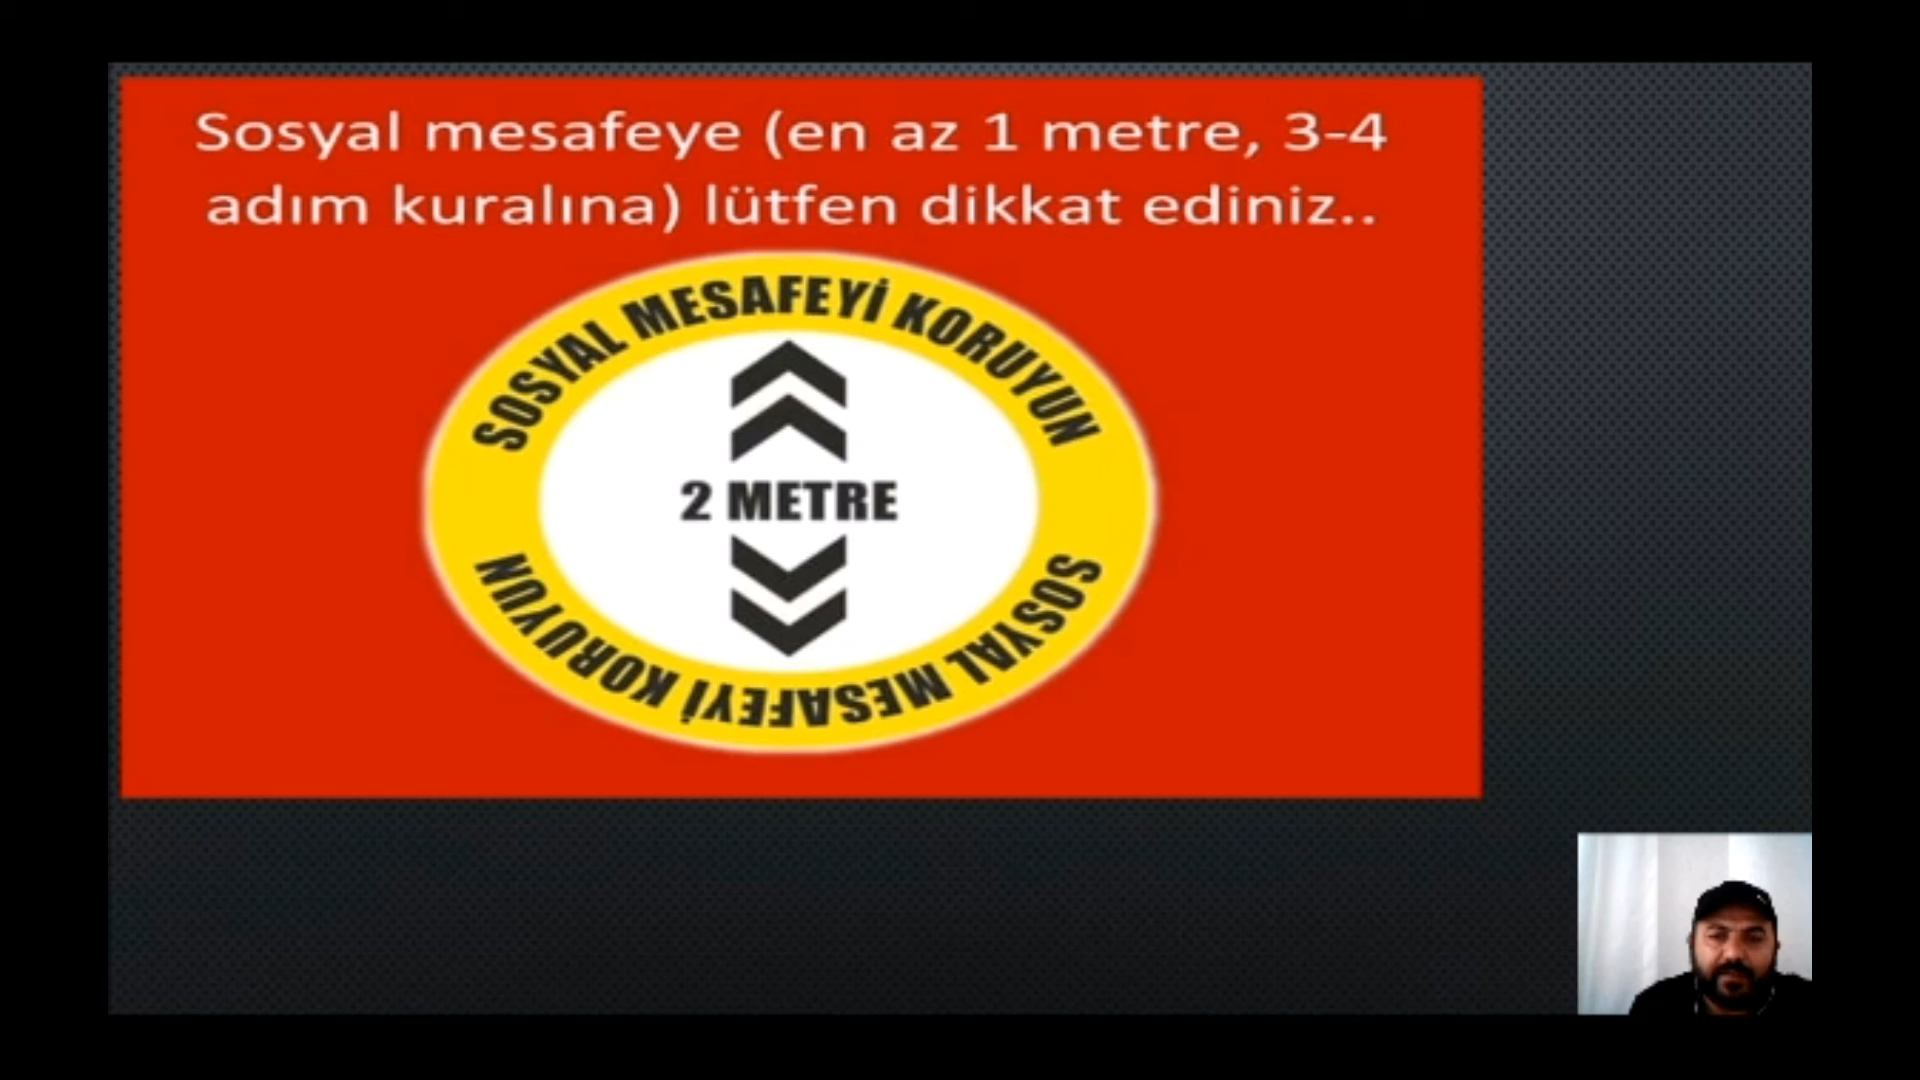 Sosyal mesafeye (en az 1 metre, 3-4
adım kuralına) lütfen dikkat ediniz..
SOSYAL MESAFEYİ KORUYUN
2 METRE
SOSYAL MESAFEYİ KORUYUN